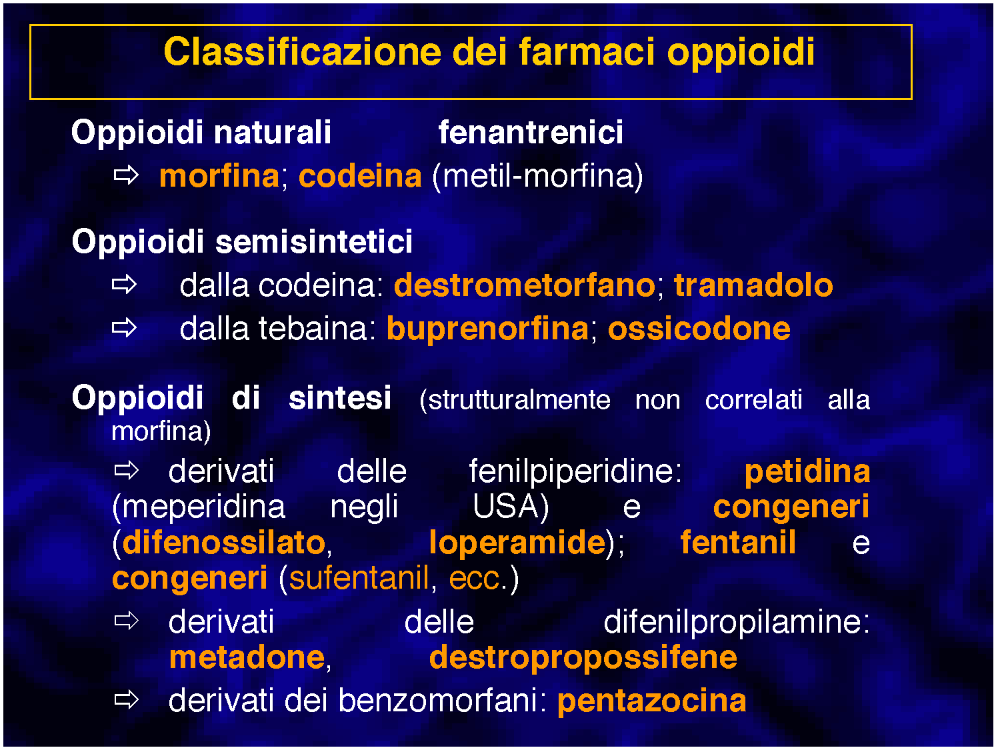 Classificazione dei farmaci oppioidi
Oppioidi naturali fenantrenici
⇨ morfina; codeina (metil-morfina)
Oppioidi semisintetici
⇨ dalla codeina: destrometorfano; tramadolo
⇨ dalla tebaina: buprenorfina; ossicodone
Oppioidi di sintesi (strutturalmente non correlati alla
morfina)
⇨ derivati delle fenilpiperidine: petidina
(meperidina negli USA) e congeneri
(difenossilato, loperamide); fentanil e
congeneri (sufentanil, ecc.)
⇨ derivati delle difenilpropilamine:
metadone, destropropossifene
⇨ derivati dei benzomorfani: pentazocina